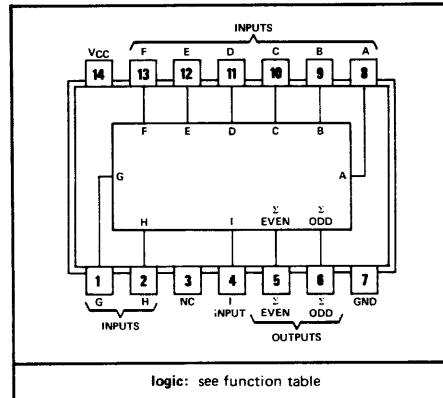 INPUTS
VCC F E D C B A
14 13 12 11 10 9 8
F E D C B
G A
H I Σ EVEN Σ ODD
1 2 3 4 5 6 7
G H NC I INPUT Σ EVEN Σ ODD GND
INPUTS OUTPUTS
logic: see function table